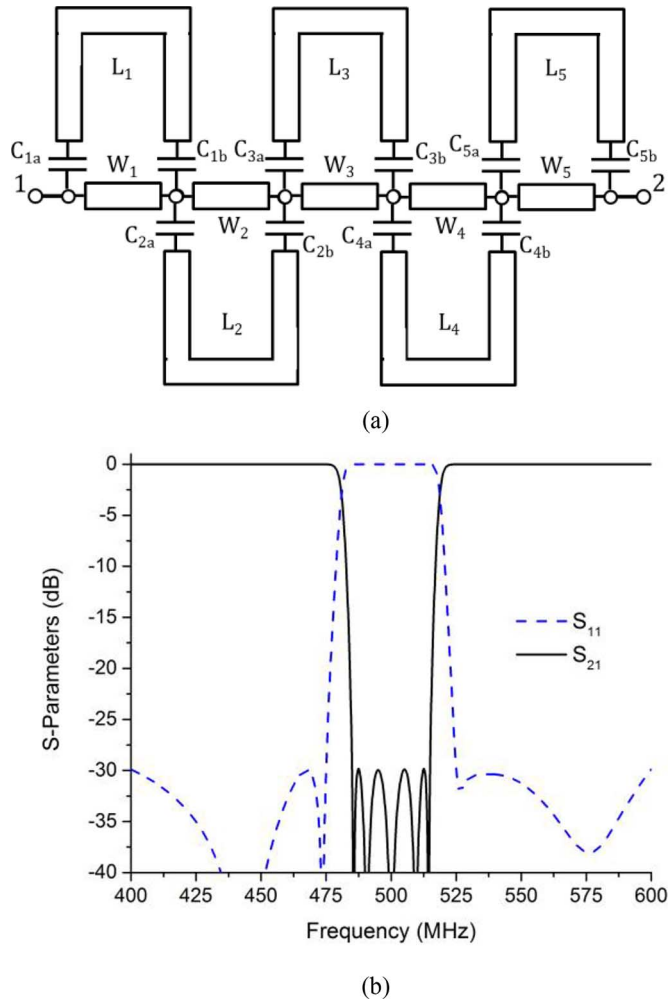 L₁ L₃ L₅
C₁ₐ C₁b C₃ₐ C₃b C₅ₐ C₅b
1 W₁ W₃ W₅ 2
C₂ₐ W₂ C₂b C₄ₐ W₄ C₄b
L₂ L₄
(a)
0
-5
-10
-15
-20
-25
-30
-35
-40
S-Parameters (dB)
S₁₁
S₂₁
400 425 450 475 500 525 550 575 600
Frequency (MHz)
(b)